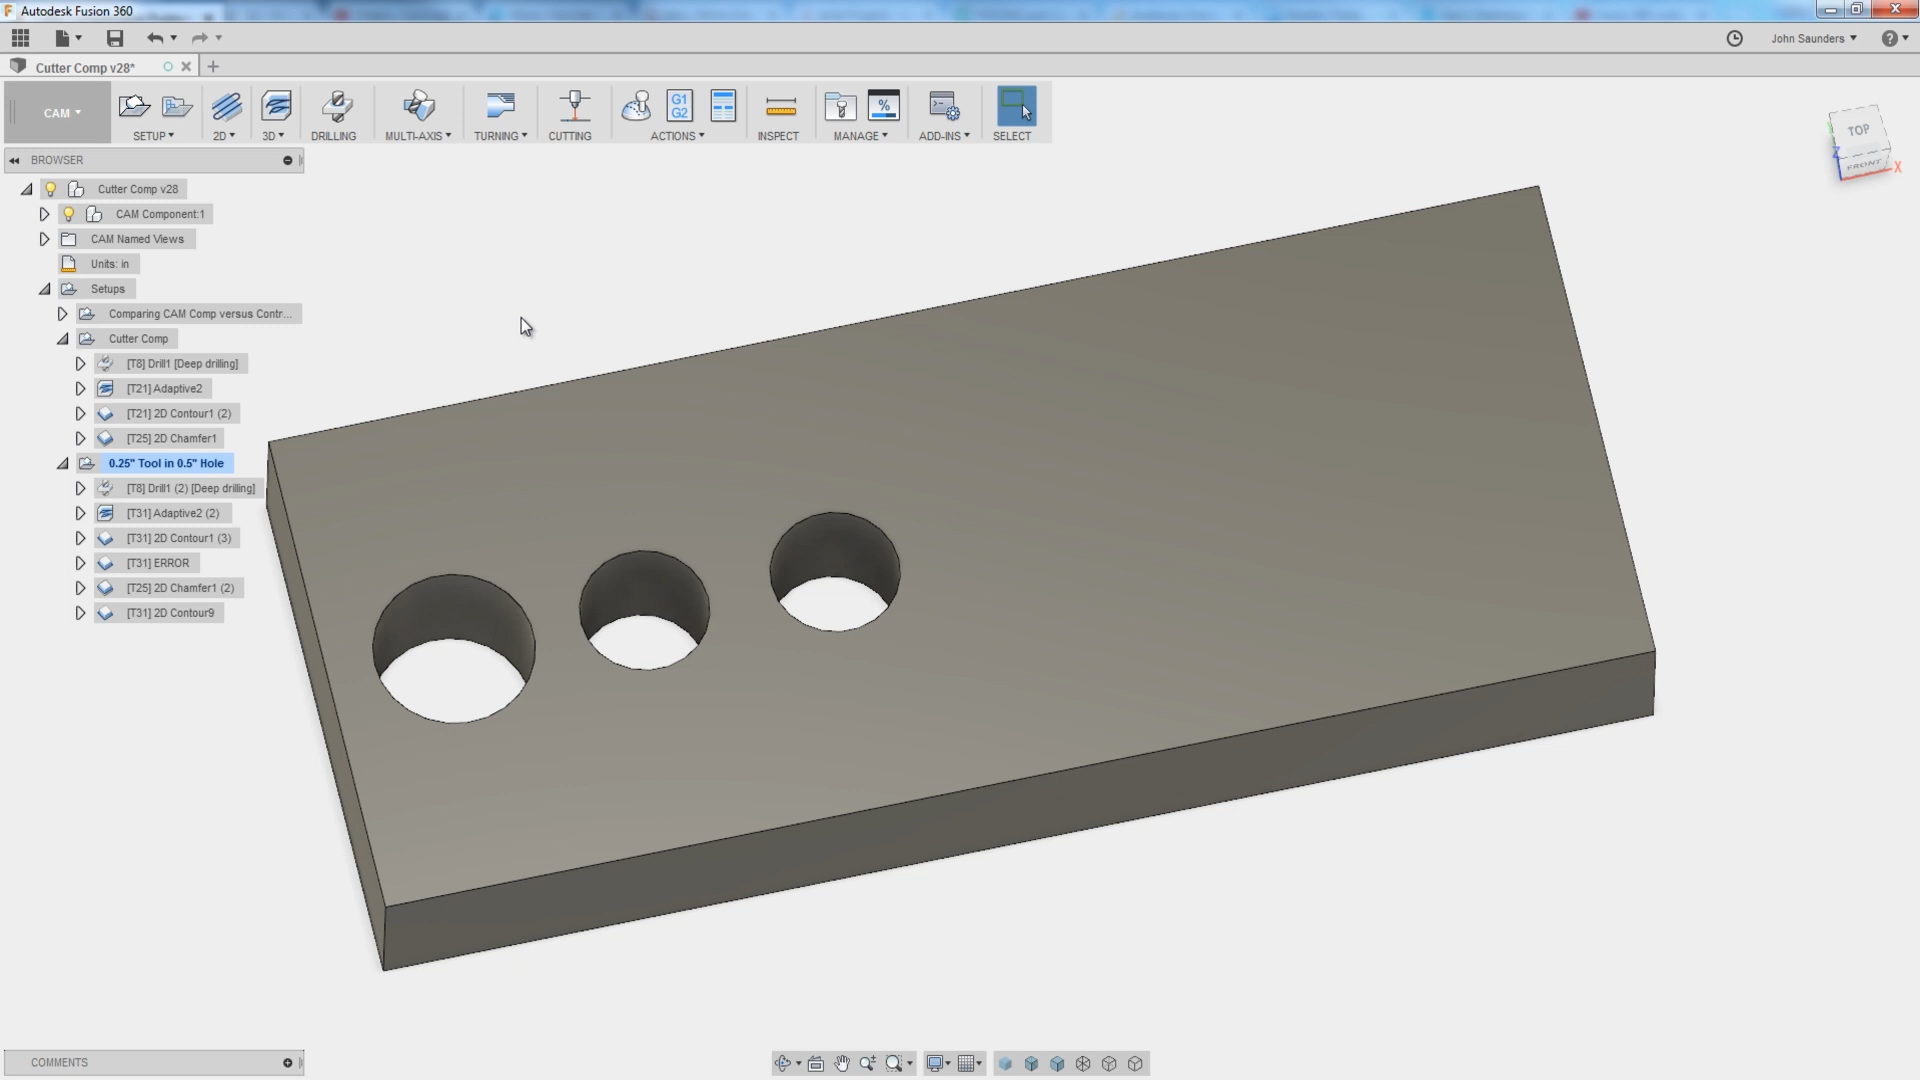 Autodesk Fusion 360
John Saunders
Cutter Comp v28*
CAM
SETUP
2D
3D
DRILLING
MULTI-AXIS
TURNING
CUTTING
G1
G2
ACTIONS
INSPECT
%
MANAGE
ADD-INS
SELECT
BROWSER
Cutter Comp v28
CAM Component:1
CAM Named Views
Units: in
Setups
Comparing CAM Comp versus Contr...
Cutter Comp
[T8] Drill1 [Deep drilling]
[T21] Adaptive2
[T21] 2D Contour1 (2)
[T25] 2D Chamfer1
0.25" Tool in 0.5" Hole
[T8] Drill1 (2) [Deep drilling]
[T31] Adaptive2 (2)
[T31] 2D Contour1 (3)
[T31] ERROR
[T25] 2D Chamfer1 (2)
[T31] 2D Contour9
TOP
FRONT
Z
X
COMMENTS